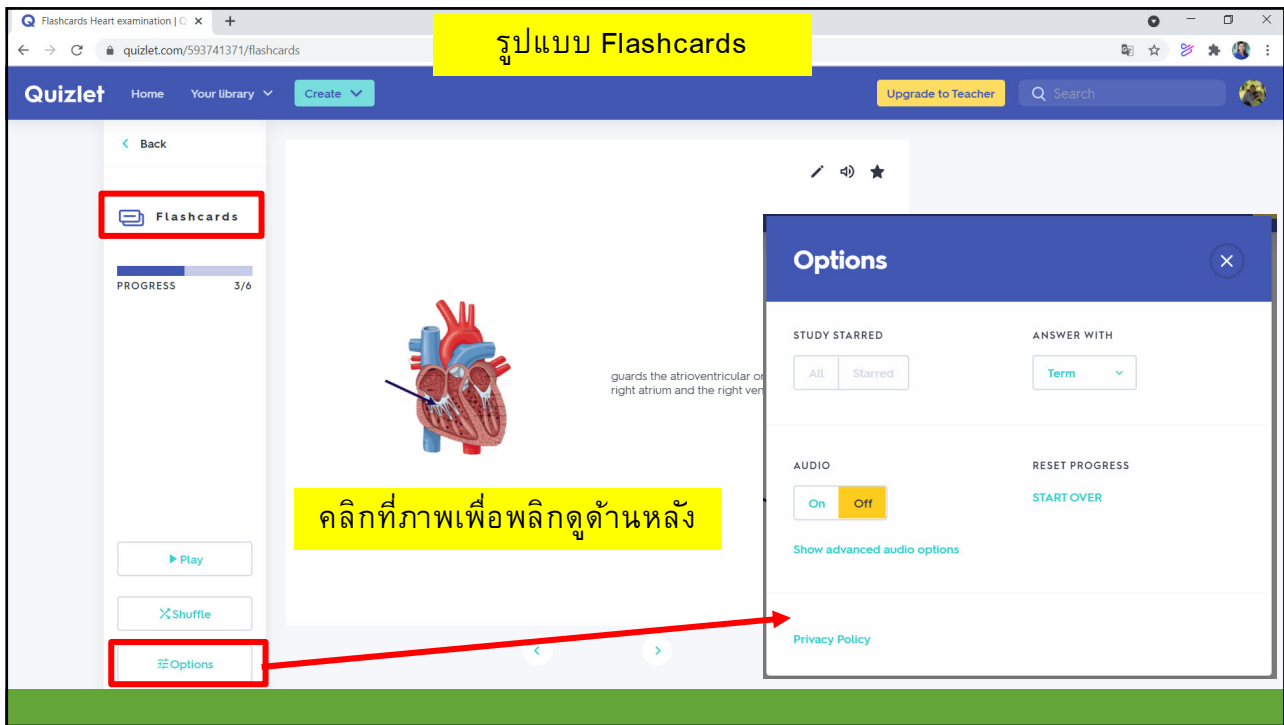 Flashcards Heart examination | Q
quizlet.com/593741371/flashcards
รูปแบบ Flashcards
Quizlet
Home
Your library
Create
Upgrade to Teacher
Search
Back
Flashcards
PROGRESS 3/6
guards the atrioventricular or
right atrium and the right ven
คลิกที่ภาพเพื่อพลิกดูด้านหลัง
Play
Shuffle
Options
Options
STUDY STARRED
ANSWER WITH
All Starred
Term
AUDIO
RESET PROGRESS
On Off
START OVER
Show advanced audio options
Privacy Policy